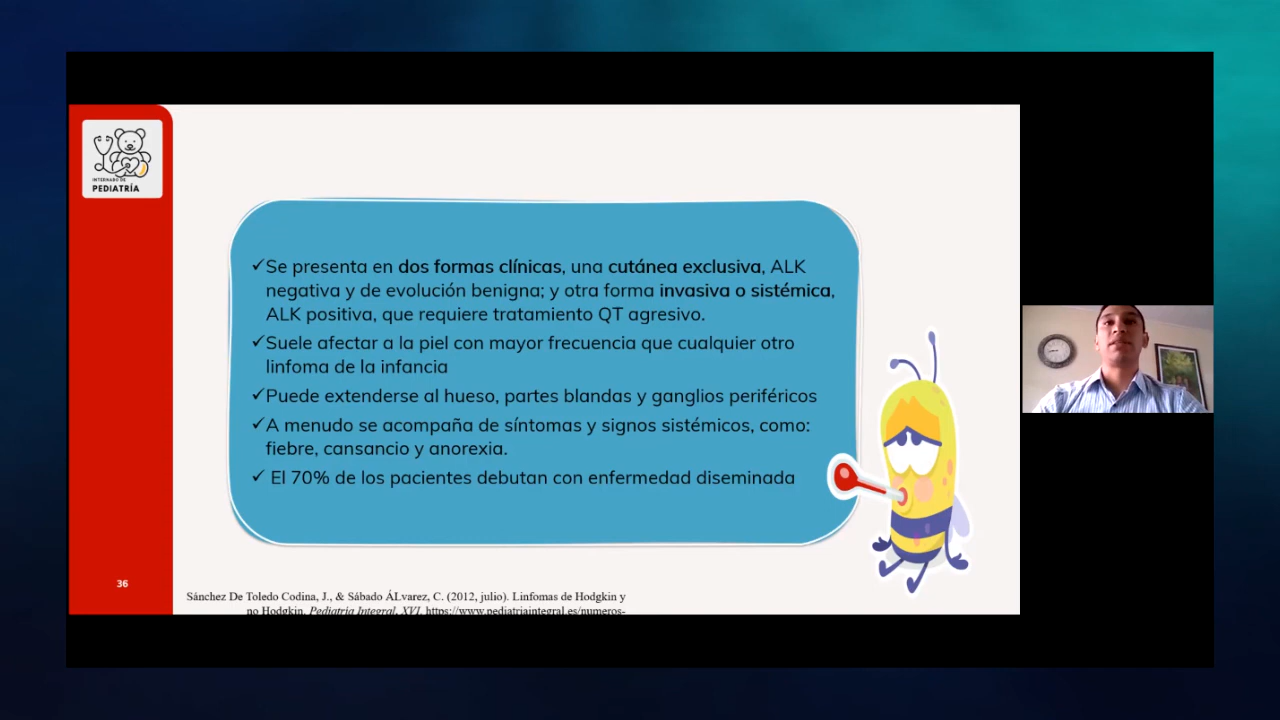 INTERNADO DE
PEDIATRÍA
✓Se presenta en dos formas clínicas, una cutánea exclusiva, ALK
negativa y de evolución benigna; y otra forma invasiva o sistémica,
ALK positiva, que requiere tratamiento QT agresivo.
✓Suele afectar a la piel con mayor frecuencia que cualquier otro
linfoma de la infancia
✓Puede extenderse al hueso, partes blandas y ganglios periféricos
✓A menudo se acompaña de síntomas y signos sistémicos, como:
fiebre, cansancio y anorexia.
✓ El 70% de los pacientes debutan con enfermedad diseminada
36
Sánchez De Toledo Codina, J., & Sábado ÁLvarez, C. (2012, julio). Linfomas de Hodgkin y
no Hodgkin. Pediatria Integral, XVI. https://www.pediatriaintegral.es/numeros-